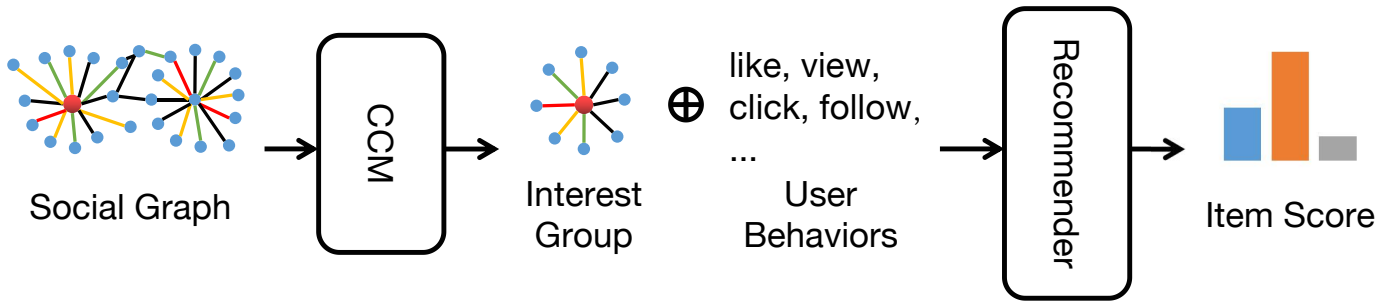 Social Graph
CCM
Interest
Group
like, view,
click, follow,
...
User
Behaviors
Recommender
Item Score